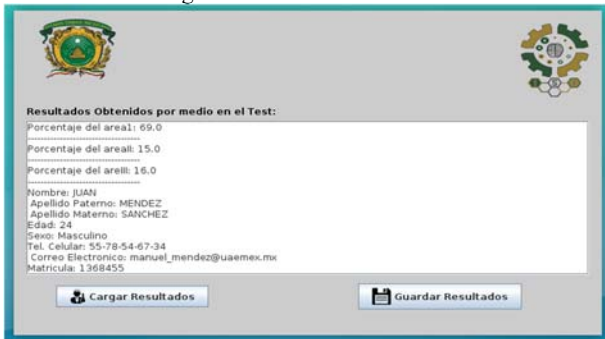 Resultados Obtenidos por medio en el Test:
Porcentaje del area1: 69.0
Porcentaje del areaII: 15.0
Porcentaje del areIII: 16.0
Nombre: JUAN
Apellido Paterno: MENDEZ
Apellido Materno: SANCHEZ
Edad: 24
Sexo: Masculino
Tel. Celular: 55-78-54-67-34
Correo Electronico: manuel_mendez@uaemex.mx
Matricula: 1368455
Cargar Resultados
Guardar Resultados